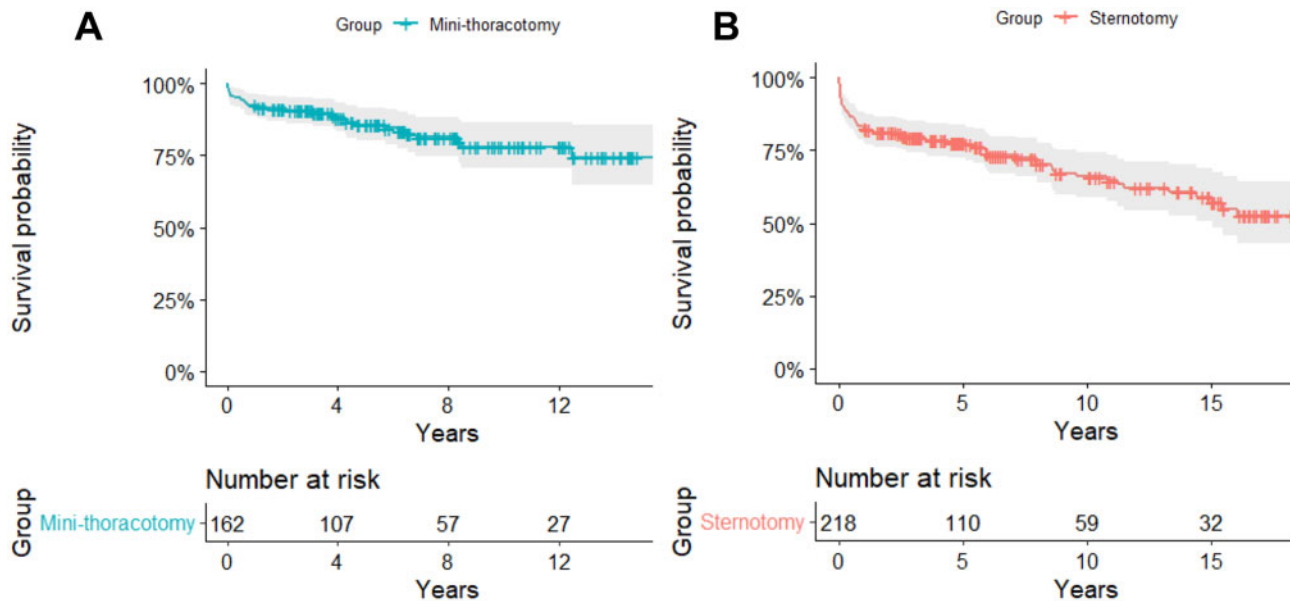 A
Group Mini-thoracotomy
Survival probability
100%
75%
50%
25%
0%
0 4 8 12
Years
Number at risk
Group
Mini-thoracotomy 162 107 57 27
0 4 8 12
Years
B
Group Sternotomy
Survival probability
100%
75%
50%
25%
0%
0 5 10 15
Years
Number at risk
Group
Sternotomy 218 110 59 32
0 5 10 15
Years